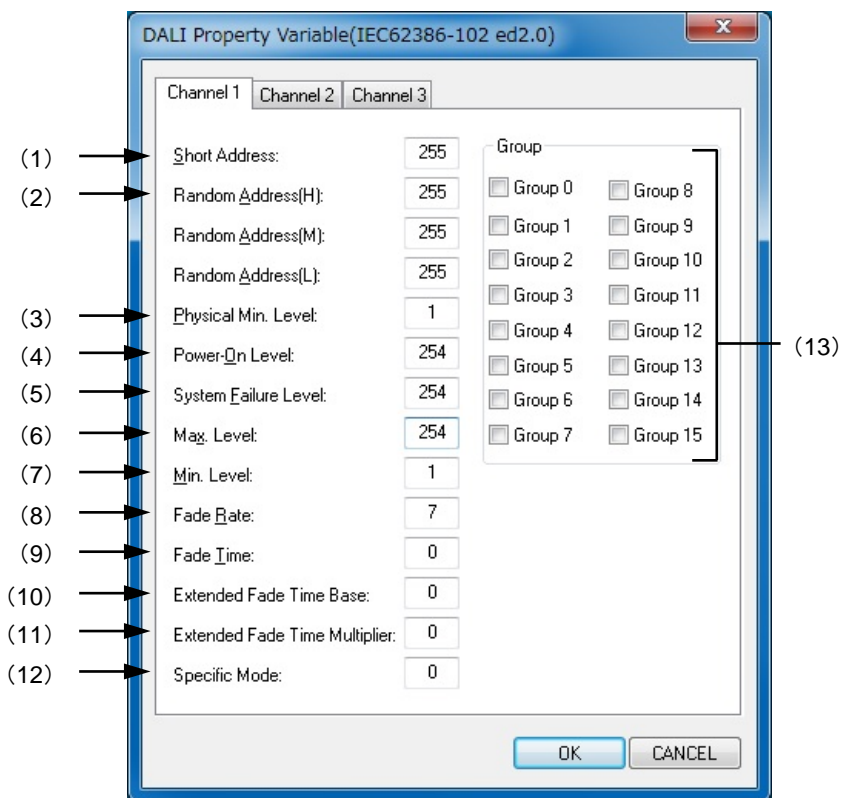 DALI Property Variable(IEC62386-102 ed2.0)
X
Channel 1 Channel 2 Channel 3
(1) Short Address: 255
(2) Random Address(H): 255
Random Address(M): 255
Random Address(L): 255
(3) Physical Min. Level: 1
(4) Power-On Level: 254
(5) System Failure Level: 254
(6) Max. Level: 254
(7) Min. Level: 1
(8) Fade Rate: 7
(9) Fade Time: 0
(10) Extended Fade Time Base: 0
(11) Extended Fade Time Multiplier: 0
(12) Specific Mode: 0
Group
Group 0 Group 8
Group 1 Group 9
Group 2 Group 10
Group 3 Group 11
Group 4 Group 12
Group 5 Group 13
Group 6 Group 14
Group 7 Group 15
(13)
OK CANCEL